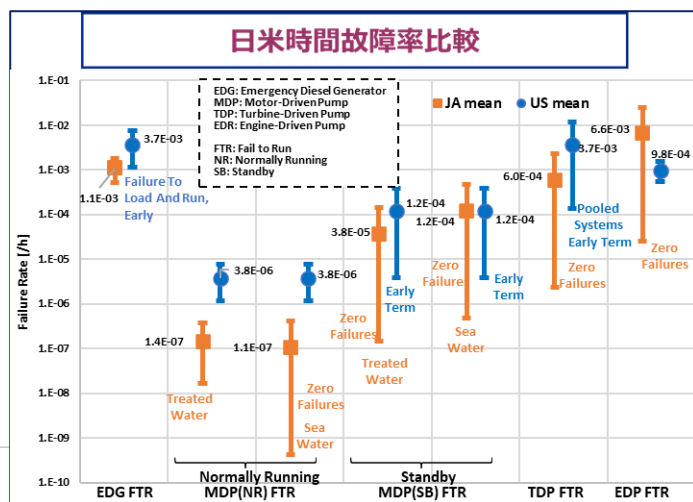 日米時間故障率比較
EDG: Emergency Diesel Generator
MDP: Motor-Driven Pump
TDP: Turbine-Driven Pump
EDR: Engine-Driven Pump
FTR: Fail to Run
NR: Normally Running
SB: Standby
JA mean
US mean
Failure Rate [/h]
1.E-01
1.E-02
1.E-03
1.E-04
1.E-05
1.E-06
1.E-07
1.E-08
1.E-09
1.E-10
3.7E-03
1.1E-03
Failure To
Load And Run,
Early
3.8E-06
1.4E-07
Treated
Water
3.8E-06
1.1E-07
Zero
Failures
Sea
Water
1.2E-04
3.8E-05
Early
Term
Zero
Failures
Treated
Water
1.2E-04
1.2E-04
Zero
Failures
Early
Term
Sea
Water
6.0E-04
3.7E-03
Pooled
Systems
Early Term
Zero
Failures
6.6E-03
9.8E-04
Zero
Failures
Normally Running
Standby
EDG FTR
MDP(NR) FTR
MDP(SB) FTR
TDP FTR
EDP FTR